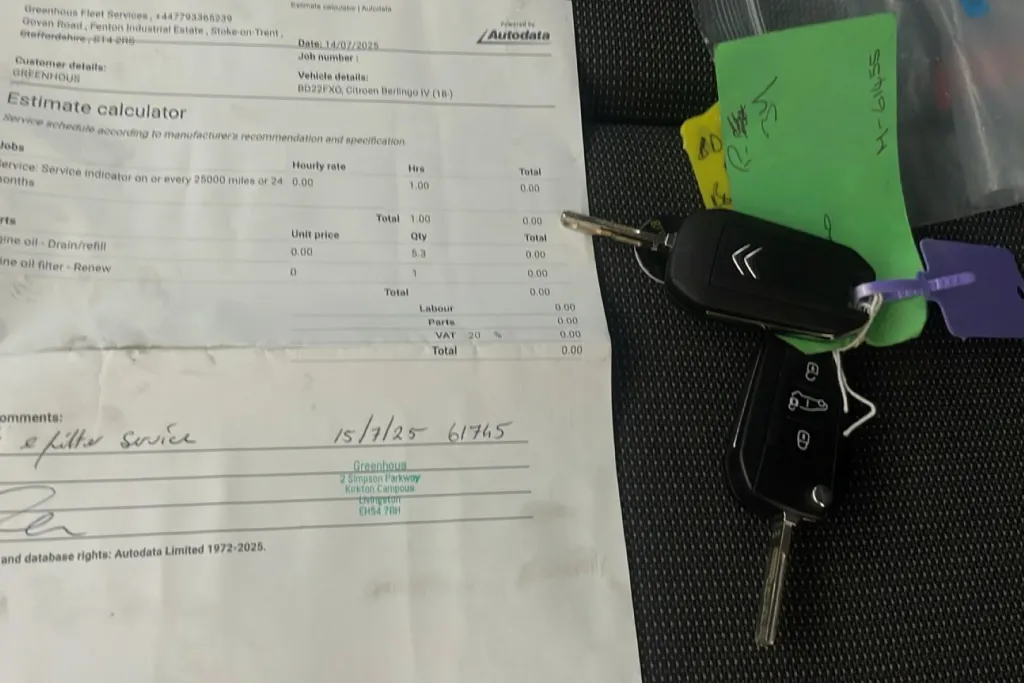 Estimate calculator | Autodata
Greenhous Fleet Services , +447793365239
Govan Road , Fenton Industrial Estate , Stoke-on-Trent ,
Staffordshire , ST4 2RS
Powered by
Autodata
Date: 14/07/2025
Job number :
Customer details:
GREENHOUS
Vehicle details:
BD22FXO, Citroen Berlingo IV (18-)
Estimate calculator
Service schedule according to manufacturer's recommendation and specification
Jobs
Hourly rate Hrs Total
ervice: Service indicator on or every 25000 miles or 24 0.00 1.00 0.00
onths
Total 1.00 0.00
rts Unit price Qty Total
gine oil - Drain/refill 0.00 5.3 0.00
ine oil filter - Renew 0 1 0.00
Total 0.00
Labour 0.00
Parts 0.00
VAT 20 % 0.00
Total 0.00
omments:
e filter Service 15/7/25 61745
Greenhous
2 Simpson Parkway
Kirkton Campous
Livingston
EH54 7BH
and database rights: Autodata Limited 1972-2025.
BD
H-61455